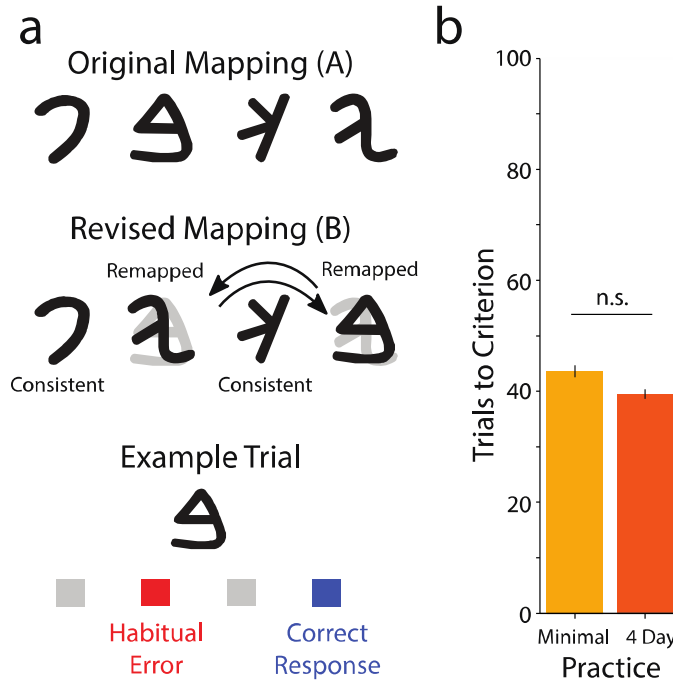 a
Original Mapping (A)
Revised Mapping (B)
Remapped
Remapped
Consistent
Consistent
Example Trial
Habitual
Error
Correct
Response
b
Trials to Criterion
100
80
60
40
20
0
n.s.
Minimal
4 Day
Practice